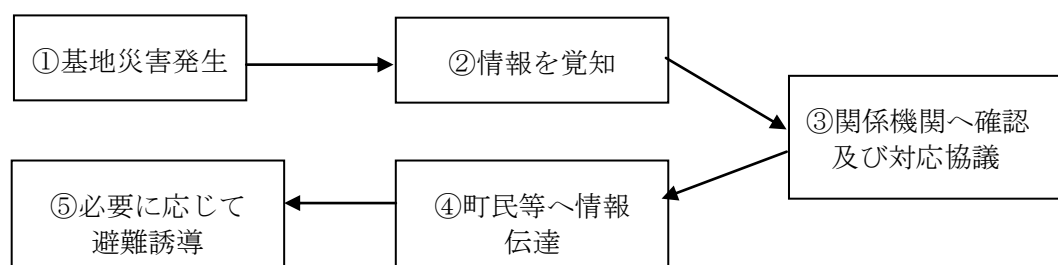 ①基地災害発生
②情報を覚知
③関係機関へ確認
及び対応協議
④町民等へ情報
伝達
⑤必要に応じて
避難誘導